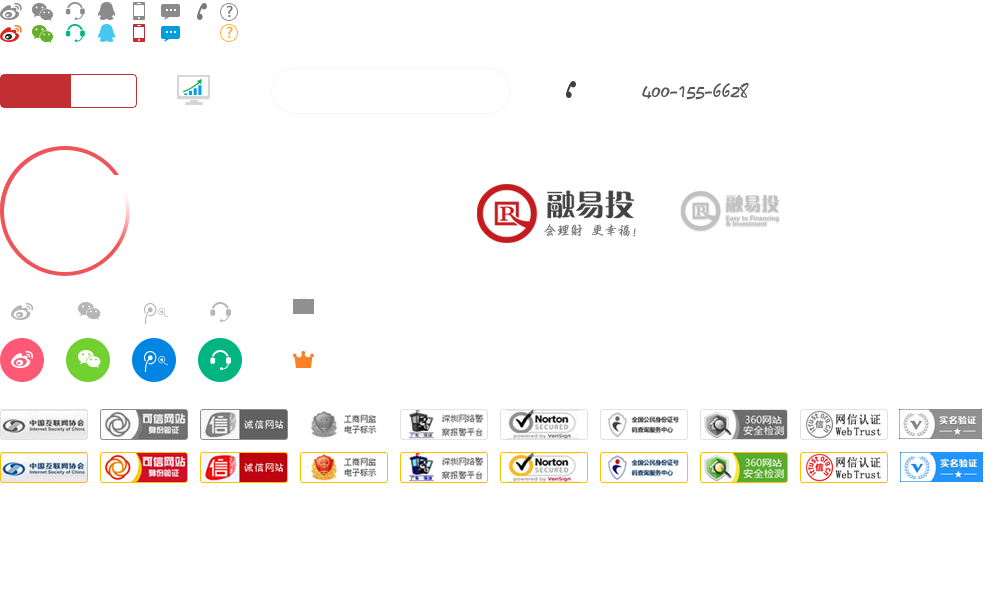 400-155-6628
融易投
会理财 更幸福!
融易投
Easy to Financing
& Investment
中国互联网协会
Internet Society of China
可信网站
身份验证
信 诚信网站
工商网监
电子标示
深圳网络警
察报警平台
Norton
SECURED
powered by VeriSign
全国公民身份证号
码查询服务中心
360网站
安全检测
信 网信认证
WebTrust
实名验证
中国互联网协会
Internet Society of China
可信网站
身份验证
信 诚信网站
工商网监
电子标示
深圳网络警
察报警平台
Norton
SECURED
powered by VeriSign
全国公民身份证号
码查询服务中心
360网站
安全检测
信 网信认证
WebTrust
实名验证